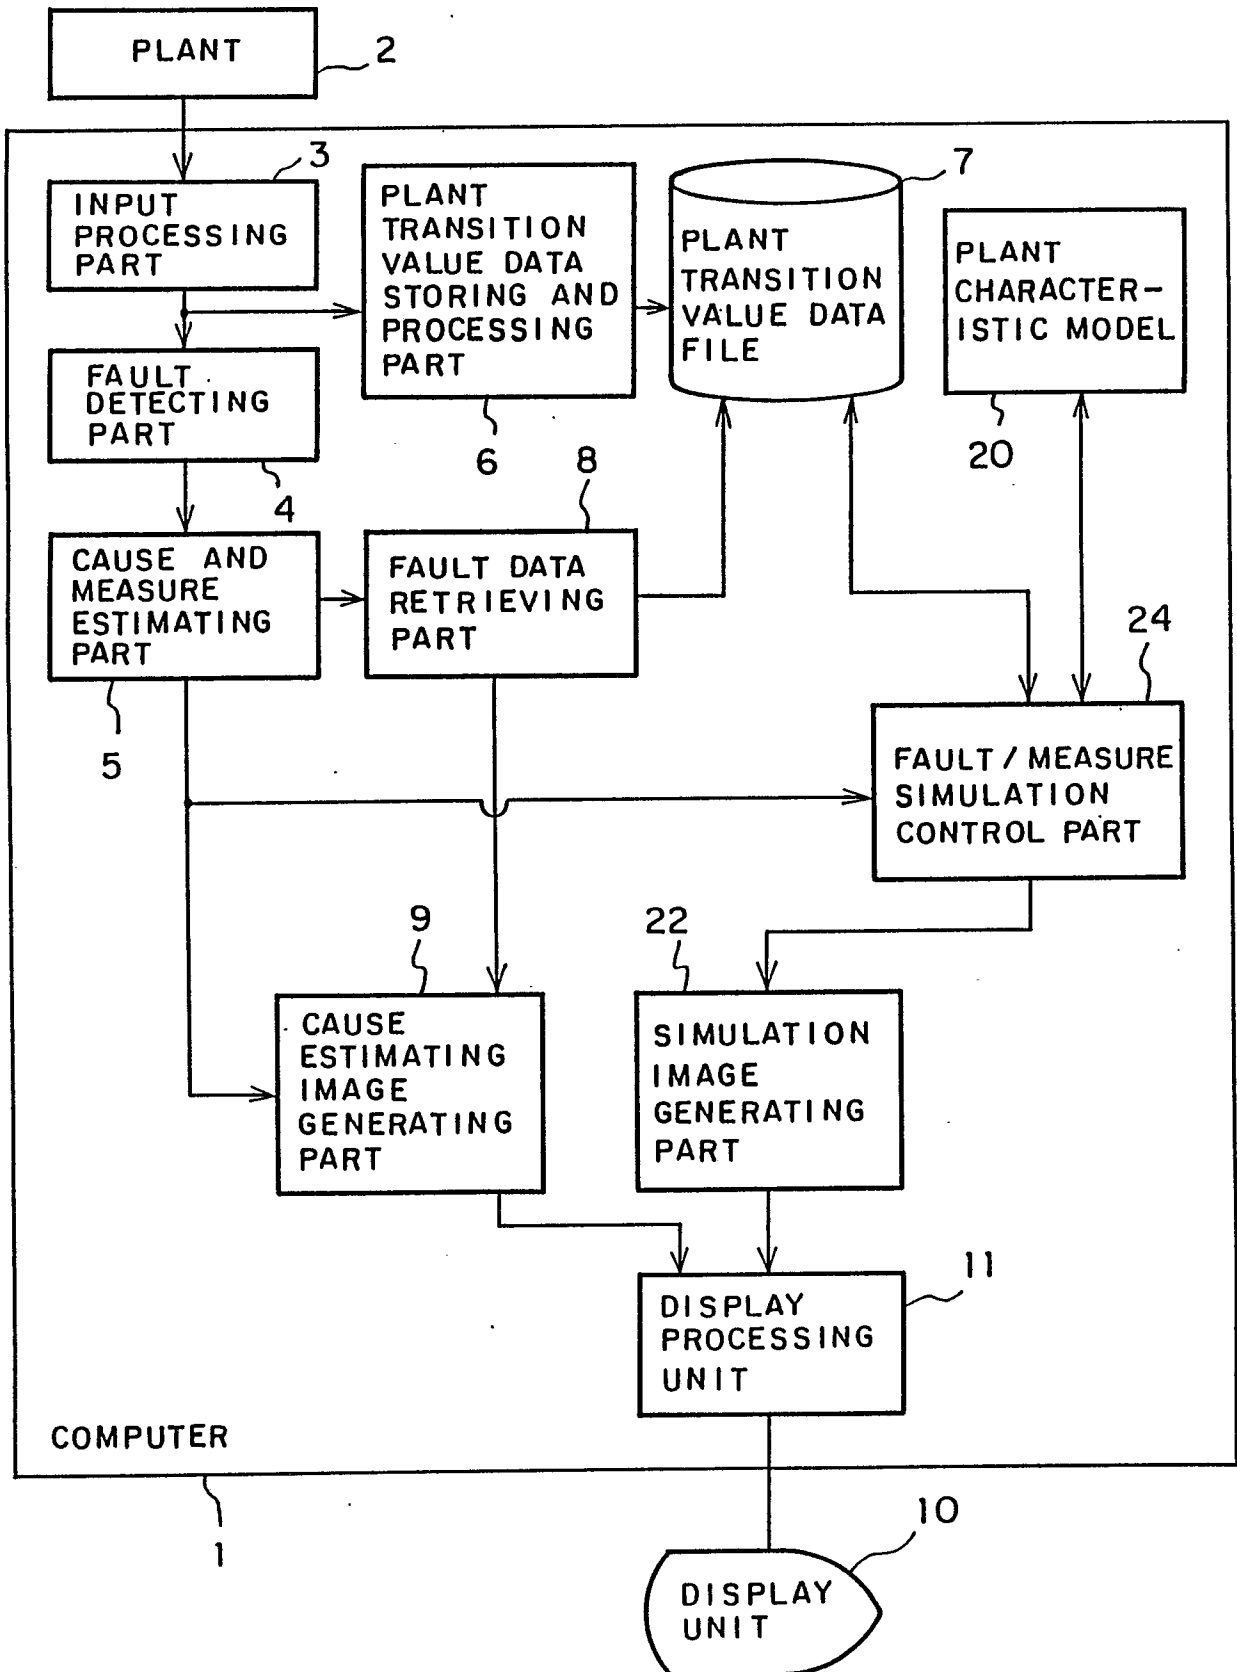 PLANT
2
3
INPUT
PROCESSING
PART
PLANT
TRANSITION
VALUE DATA
STORING AND
PROCESSING
PART
6
7
PLANT
TRANSITION
VALUE DATA
FILE
PLANT
CHARACTER-
ISTIC MODEL
20
FAULT
DETECTING
PART
4
CAUSE AND
MEASURE
ESTIMATING
PART
5
8
FAULT DATA
RETRIEVING
PART
24
FAULT / MEASURE
SIMULATION
CONTROL PART
9
CAUSE
ESTIMATING
IMAGE
GENERATING
PART
22
SIMULATION
IMAGE
GENERATING
PART
11
DISPLAY
PROCESSING
UNIT
COMPUTER
1
10
DISPLAY
UNIT